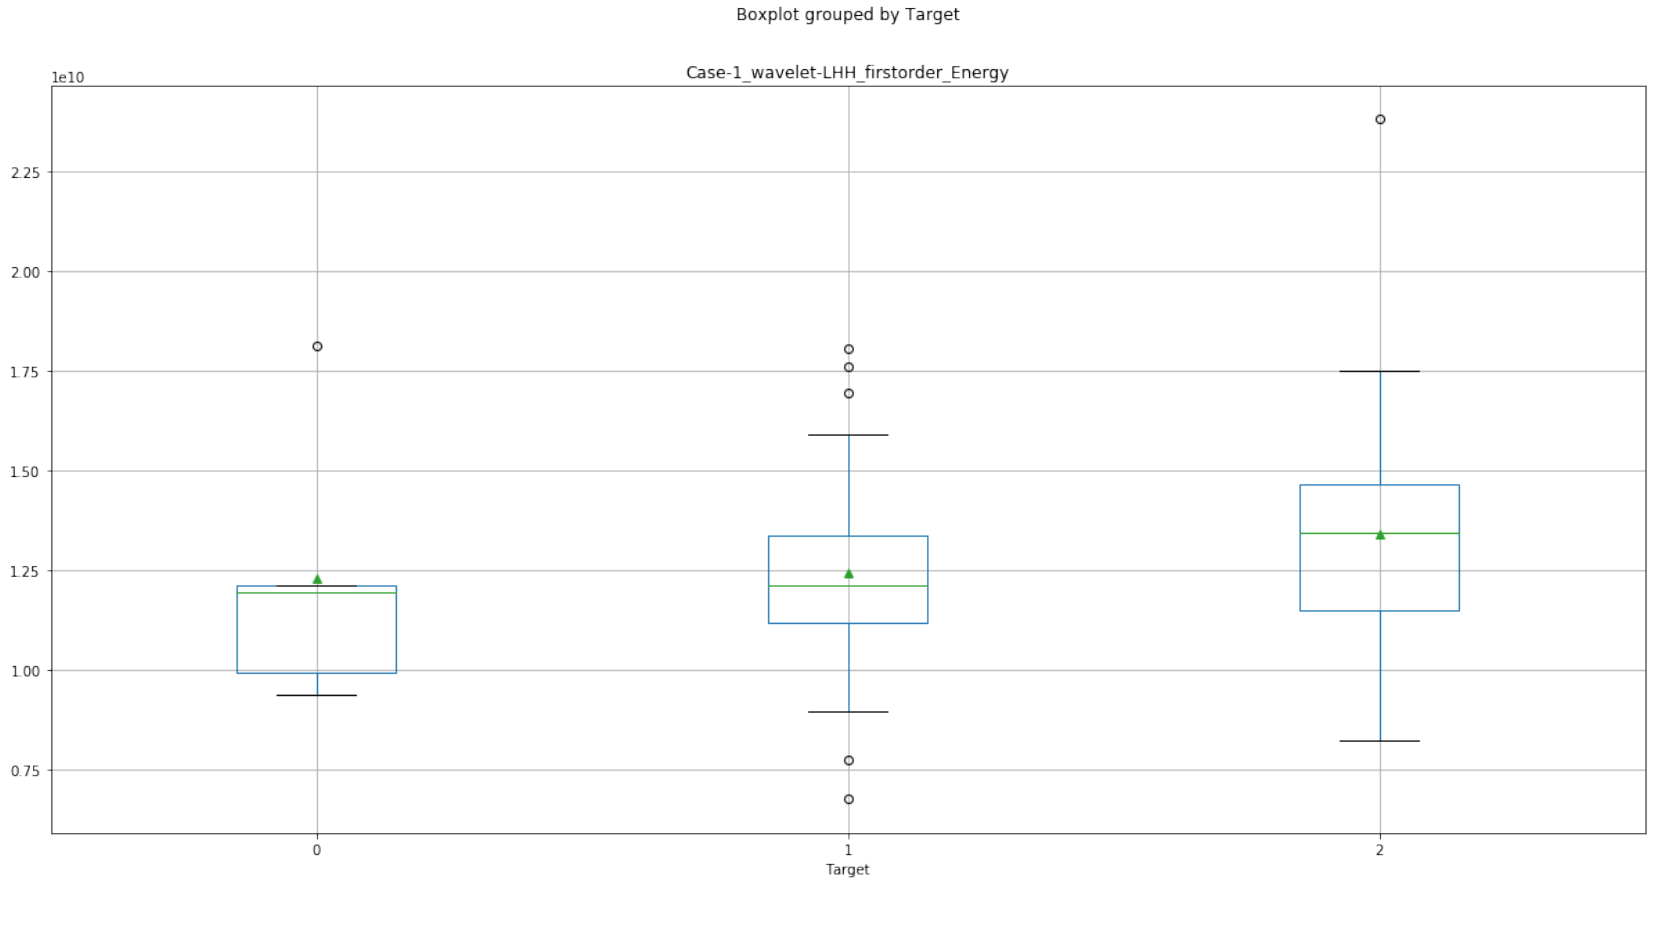 Boxplot grouped by Target
Case-1_wavelet-LHH_firstorder_Energy
1e10
2.25
2.00
1.75
1.50
1.25
1.00
0.75
0 1 2
Target